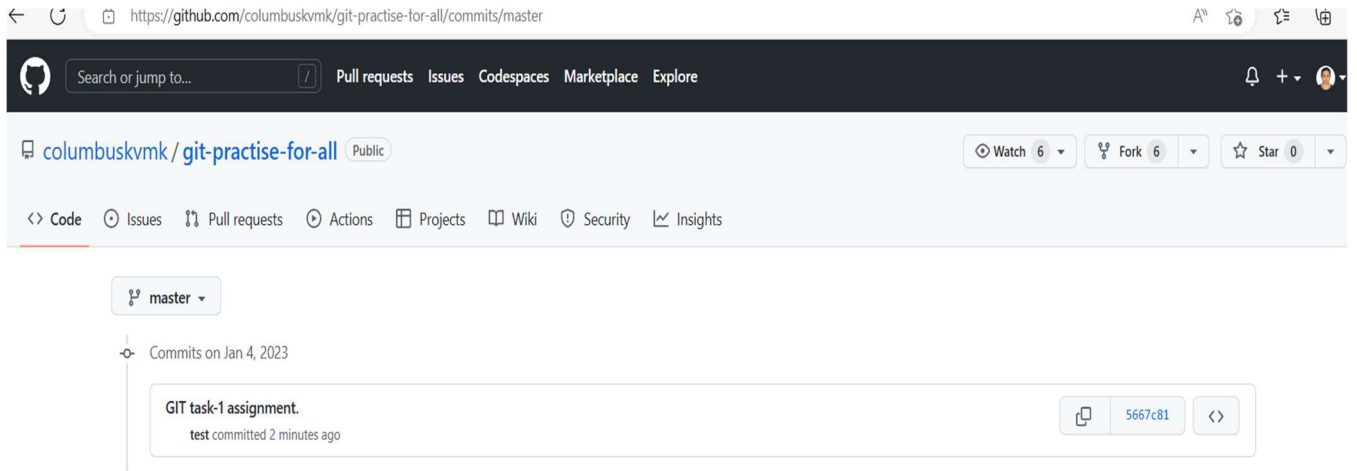 https://github.com/columbuskvmk/git-practise-for-all/commits/master
Search or jump to... / Pull requests Issues Codespaces Marketplace Explore
columbuskvmk / git-practise-for-all Public Watch 6 Fork 6 Star 0
Code Issues Pull requests Actions Projects Wiki Security Insights
master
Commits on Jan 4, 2023
GIT task-1 assignment.
test committed 2 minutes ago
5667c81